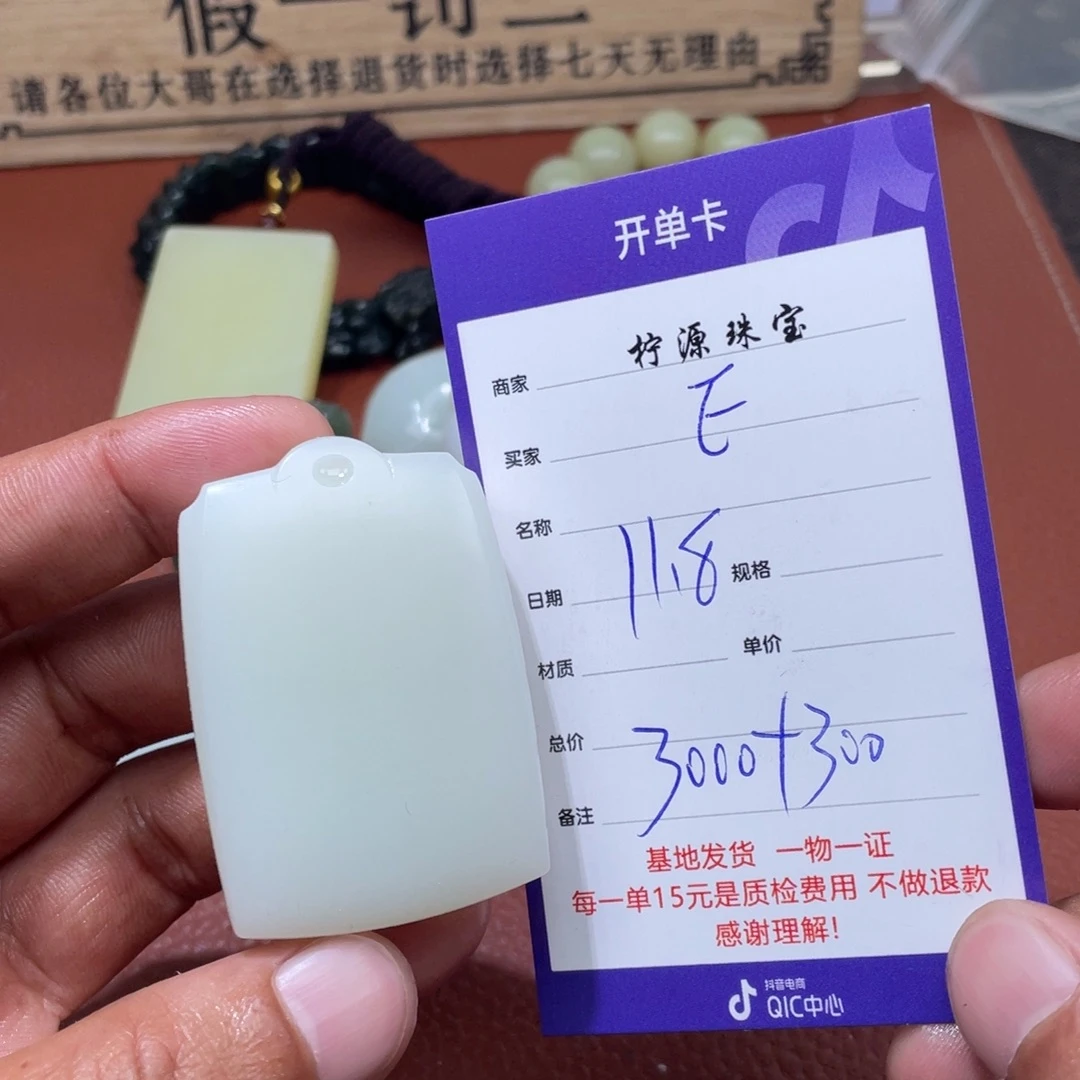 假一罚二
请各位大哥在选择退货时选择七天无理由
开单卡
商家 柠源珠宝
买家 E
名称
日期 11.8 规格
材质 单价
总价 3000+300
备注
基地发货 一物一证
每一单15元是质检费用 不做退款
感谢理解!
抖音电商
QIC中心